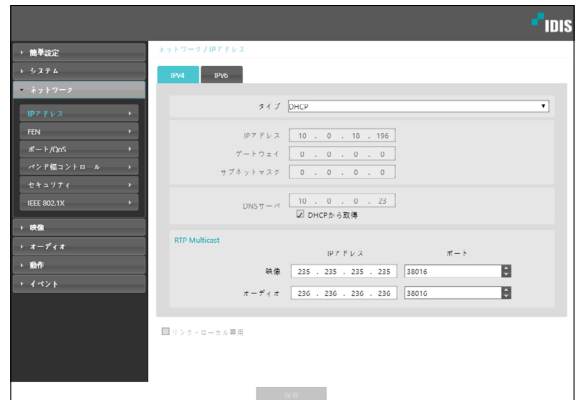 IDIS
簡単設定
システム
ネットワーク
IPアドレス
FEN
ポート/QoS
バンド幅コントロール
セキュリティ
IEEE 802.1X
映像
オーディオ
動作
イベント
ネットワーク / IPアドレス
IPv4 IPv6
タイプ DHCP
IPアドレス 10 . 0 . 18 . 196
ゲートウェイ 0 . 0 . 0 . 0
サブネットマスク 0 . 0 . 0 . 0
DNSサーバ 10 . 0 . 0 . 23
DHCPから取得
RTP Multicast
IPアドレス ポート
映像 235 . 235 . 235 . 235 38016
オーディオ 236 . 236 . 236 . 236 38016
リンク-ローカル専用
保存